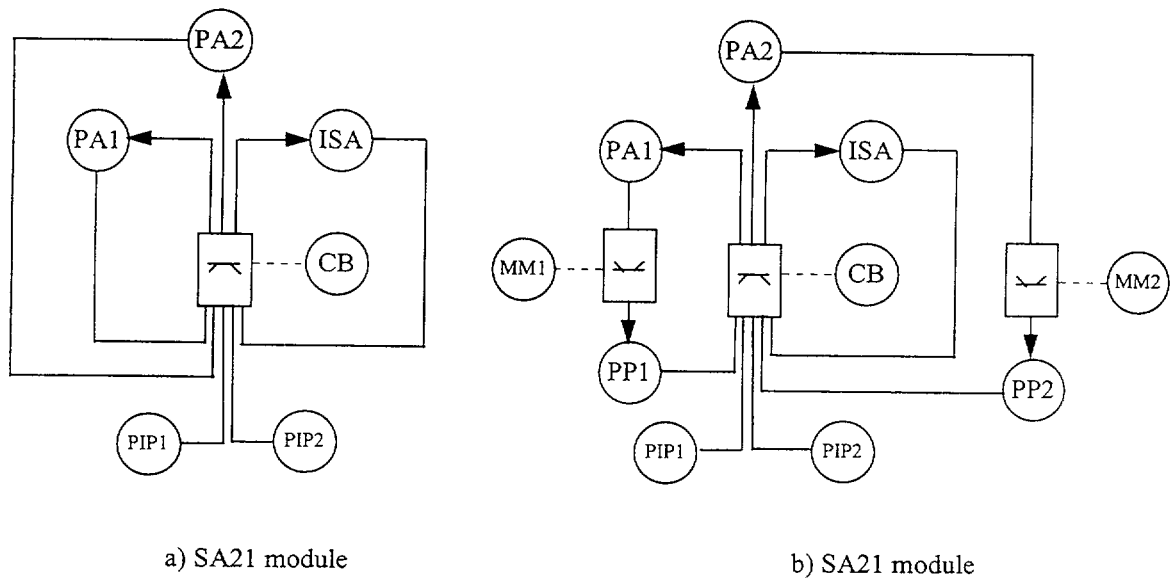 PA2
PA1
ISA
CB
PIP1
PIP2
a) SA21 module
PA2
PA1
ISA
MM1
CB
MM2
PP1
PP2
PIP1
PIP2
b) SA21 module